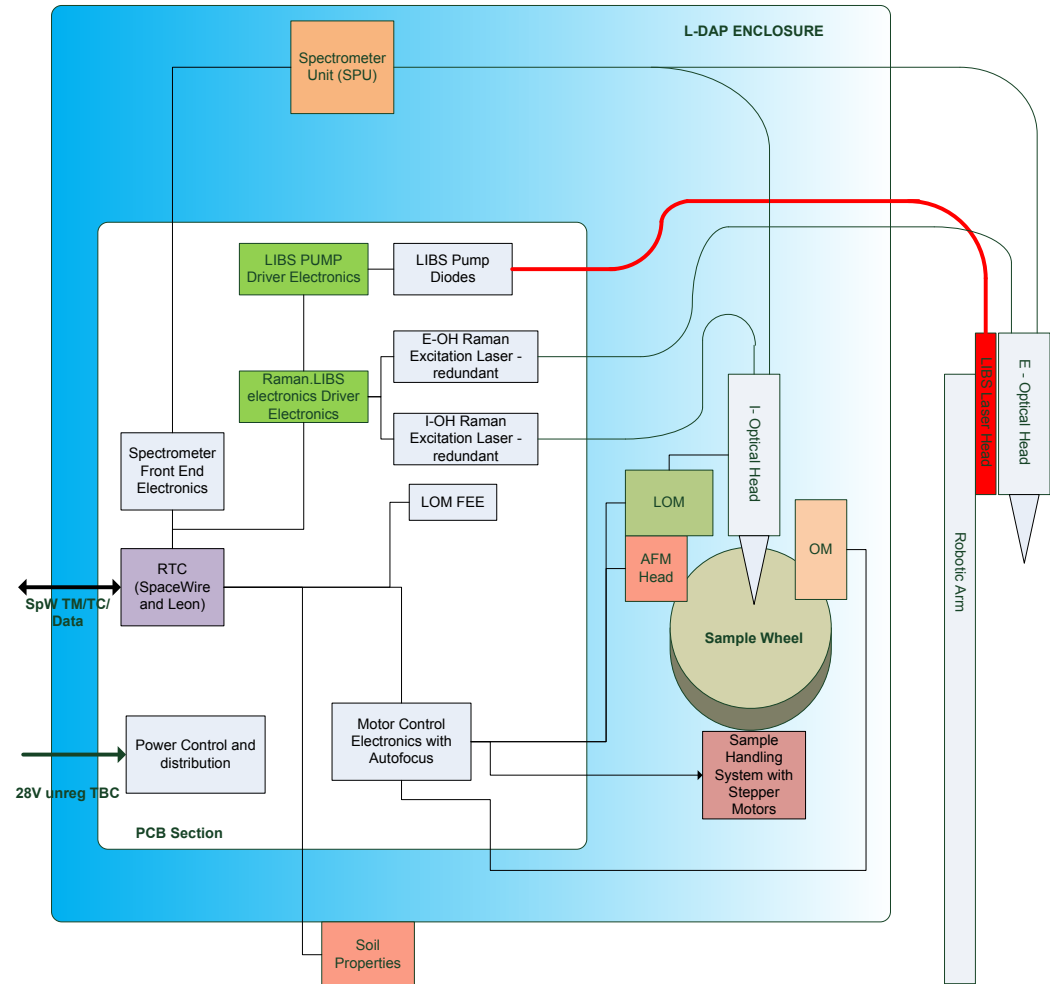 L-DAP ENCLOSURE
Spectrometer
Unit (SPU)
LIBS PUMP
Driver Electronics
LIBS Pump
Diodes
E-OH Raman
Excitation Laser -
redundant
Raman.LIBS
electronics Driver
Electronics
I-OH Raman
Excitation Laser -
redundant
Spectrometer
Front End
Electronics
LOM FEE
I- Optical Head
LIBS Laser Head
E - Optical Head
LOM
OM
AFM
Head
RTC
(SpaceWire
and Leon)
SpW TM/TC/
Data
Robotic Arm
Sample Wheel
Motor Control
Electronics with
Autofocus
Power Control and
distribution
Sample
Handling
System with
Stepper
Motors
28V unreg TBC
PCB Section
Soil
Properties